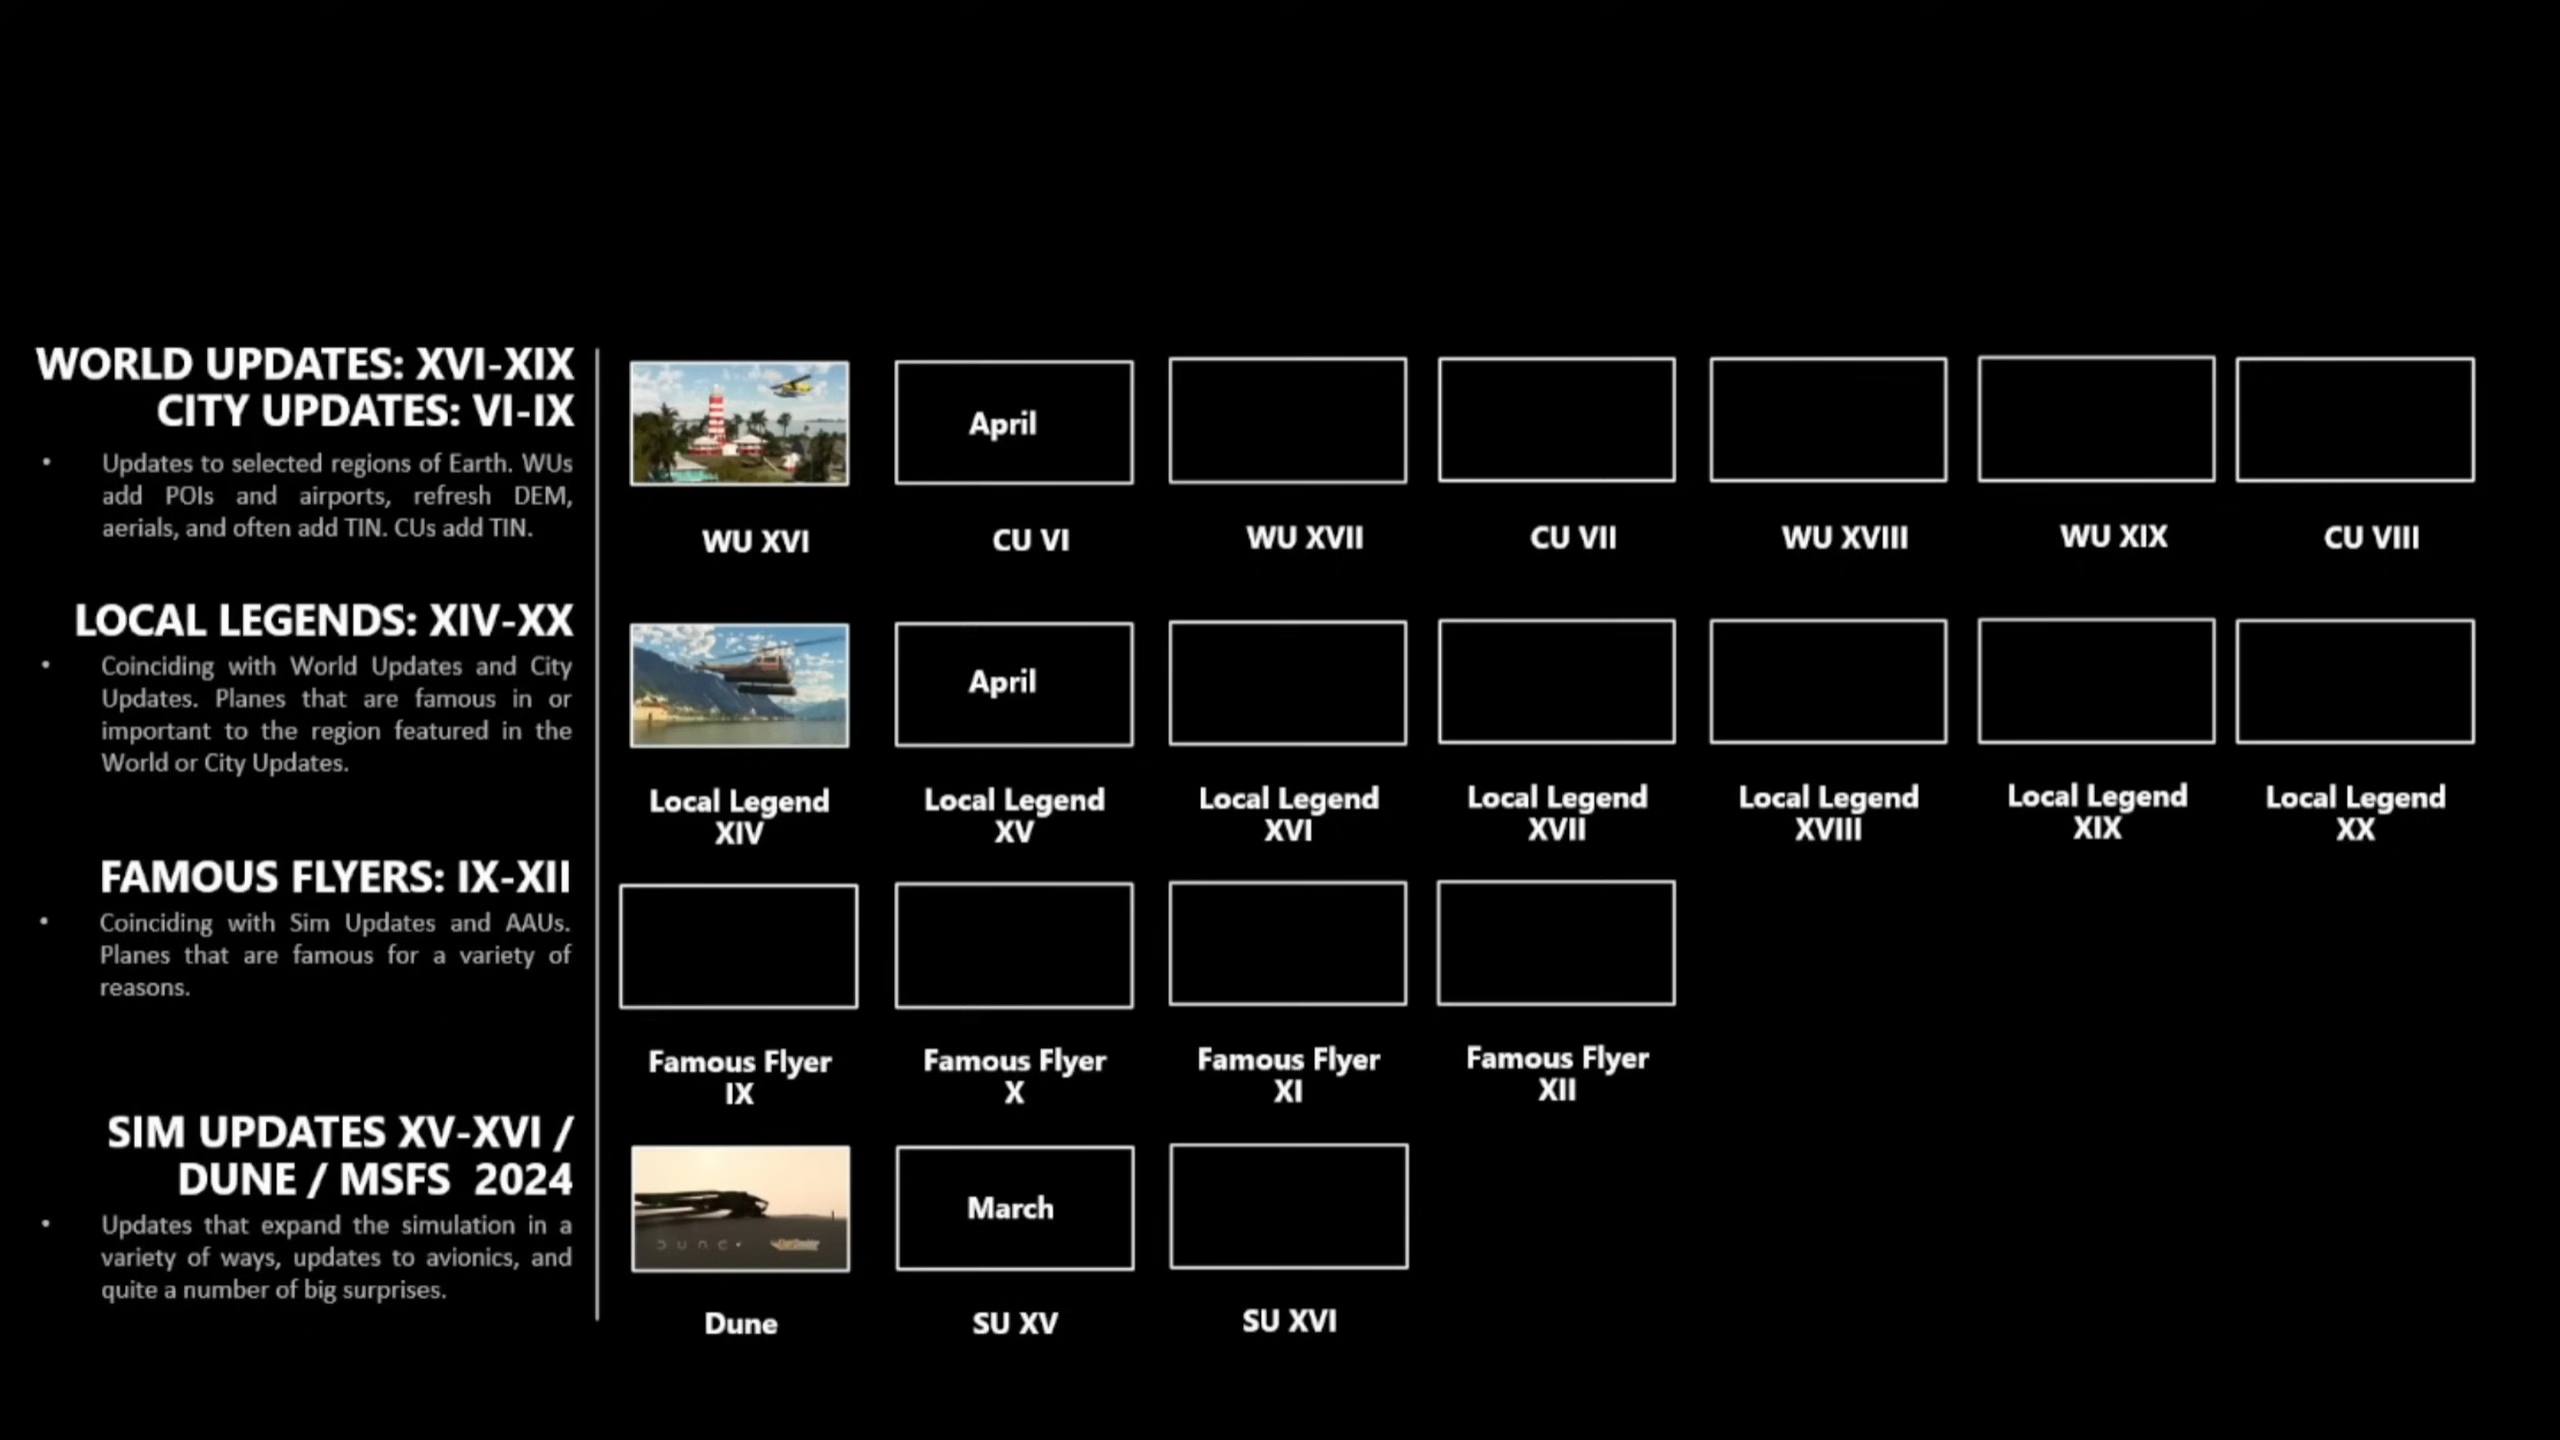 WORLD UPDATES: XVI-XIX
CITY UPDATES: VI-IX
• Updates to selected regions of Earth. WUs
add POIs and airports, refresh DEM,
aerials, and often add TIN. CUs add TIN.
April
WU XVI
CU VI
WU XVII
CU VII
WU XVIII
WU XIX
CU VIII
LOCAL LEGENDS: XIV-XX
• Coinciding with World Updates and City
Updates. Planes that are famous in or
important to the region featured in the
World or City Updates.
April
Local Legend
XIV
Local Legend
XV
Local Legend
XVI
Local Legend
XVII
Local Legend
XVIII
Local Legend
XIX
Local Legend
XX
FAMOUS FLYERS: IX-XII
• Coinciding with Sim Updates and AAUs.
Planes that are famous for a variety of
reasons.
Famous Flyer
IX
Famous Flyer
X
Famous Flyer
XI
Famous Flyer
XII
SIM UPDATES XV-XVI /
DUNE / MSFS 2024
• Updates that expand the simulation in a
variety of ways, updates to avionics, and
quite a number of big surprises.
March
Dune
SU XV
SU XVI